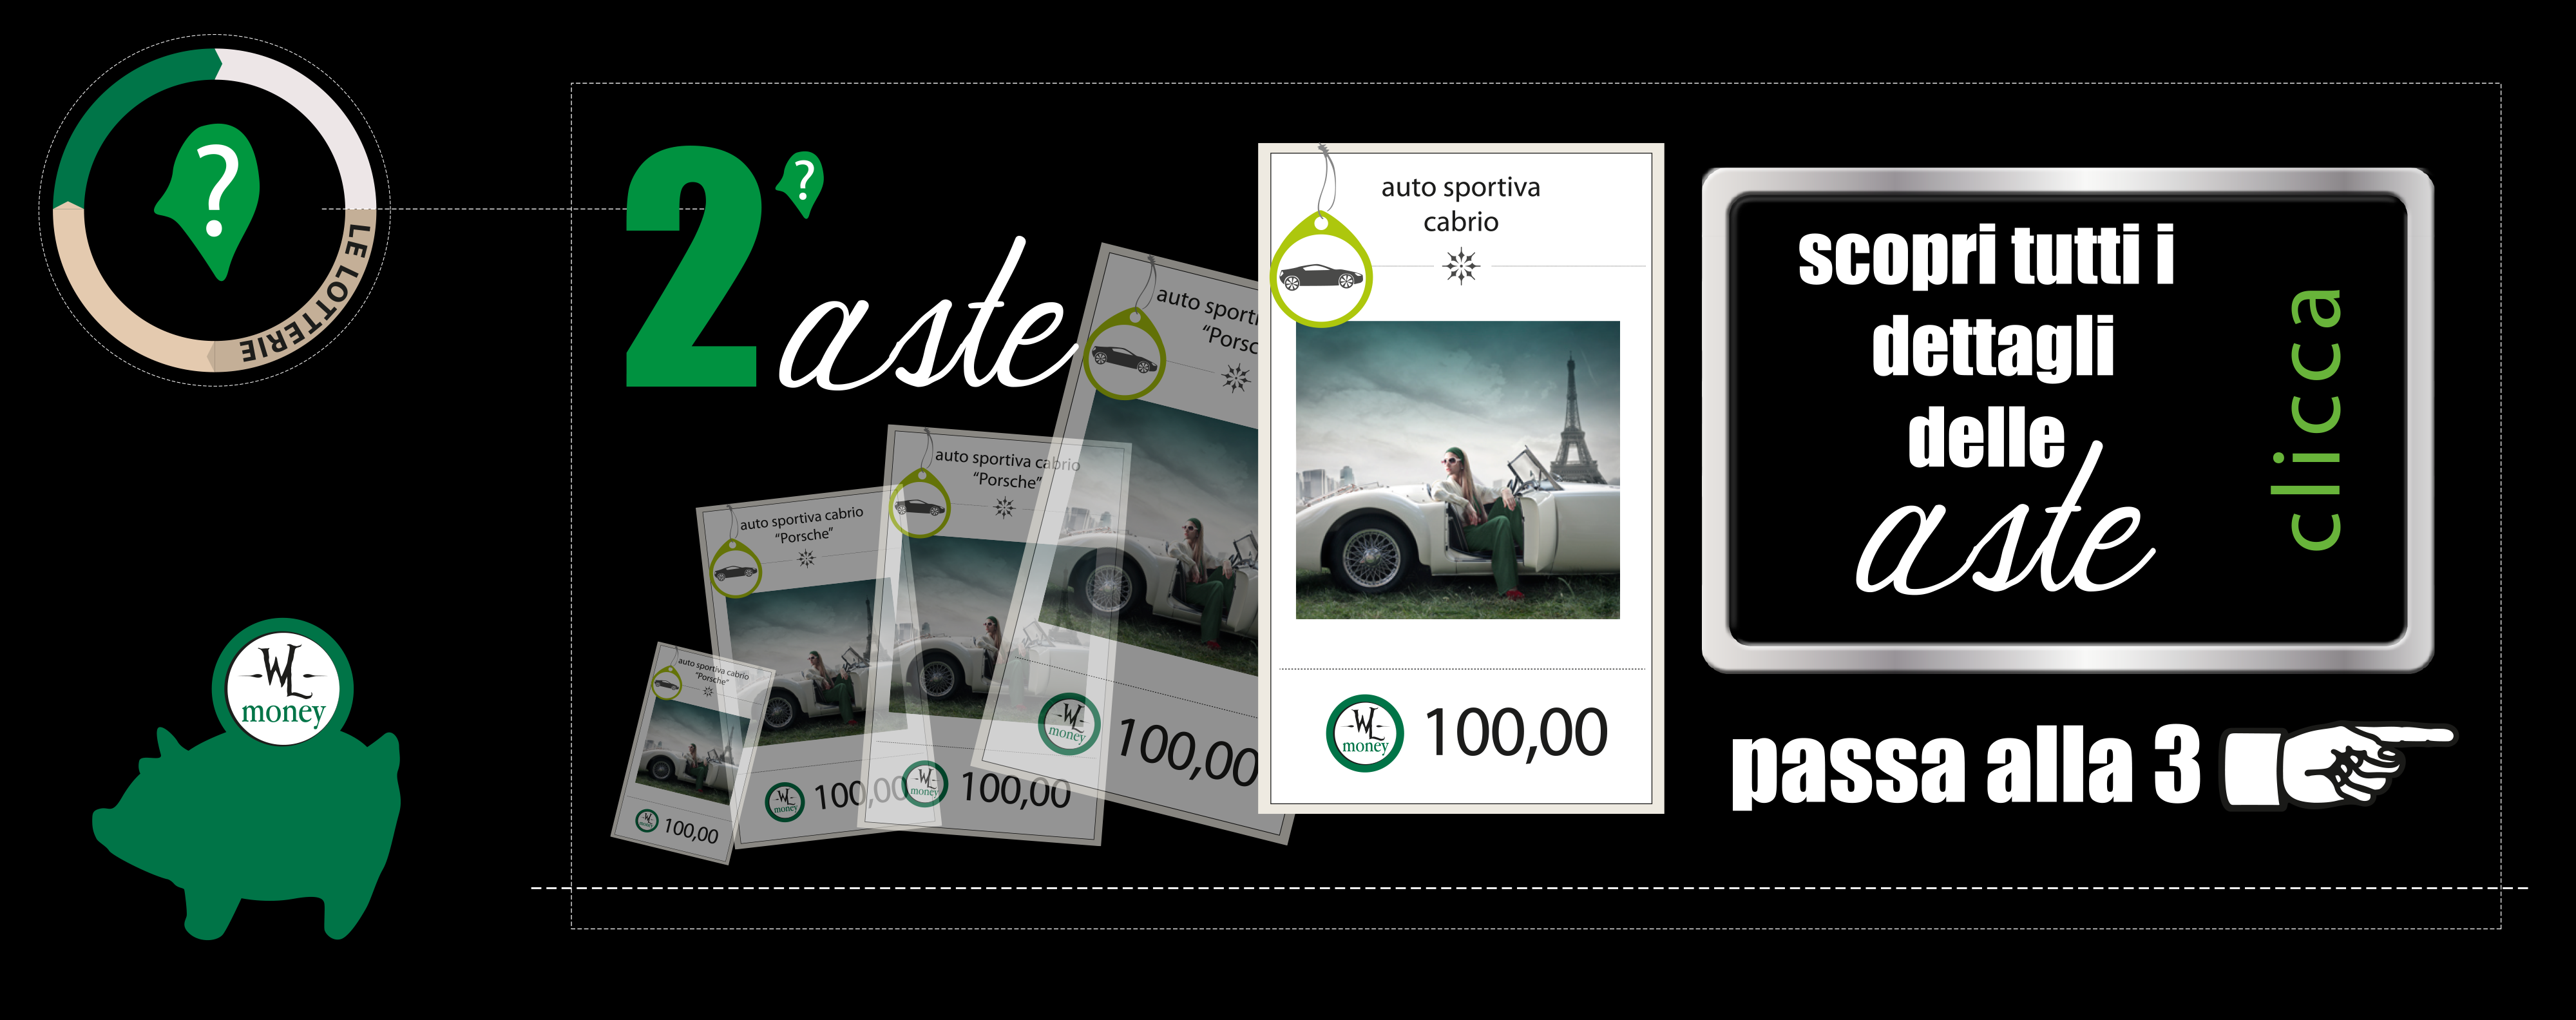 ?
LE LOTTERIE
WL
money
2
?
aste
auto sportiva cabrio
"Porsche"
WL
money
100,00
auto sportiva cabrio
"Porsche"
WL
money
100,00
auto sportiva cabrio
"Porsche"
WL
money
100,00
auto sporti
"Porsc
WL
money
100,00
auto sportiva
cabrio
WL
money
100,00
scopri tutti i
dettagli
delle
aste
clicca
passa alla 3